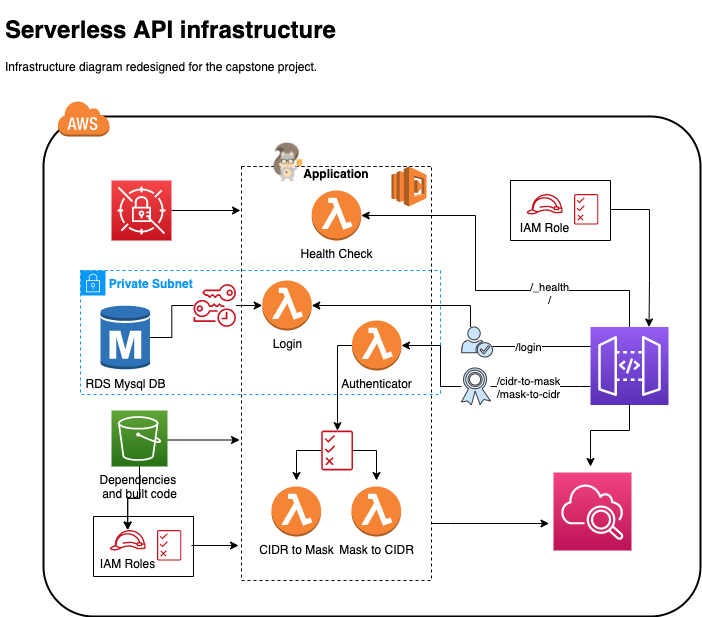 Serverless API infrastructure
Infrastructure diagram redesigned for the capstone project.
AWS
Application
IAM Role
Health Check
Private Subnet
/_health
/
M
Login
/login
RDS Mysql DB
Authenticator
/cidr-to-mask
/mask-to-cidr
Dependencies
and built code
IAM Roles
CIDR to Mask
Mask to CIDR